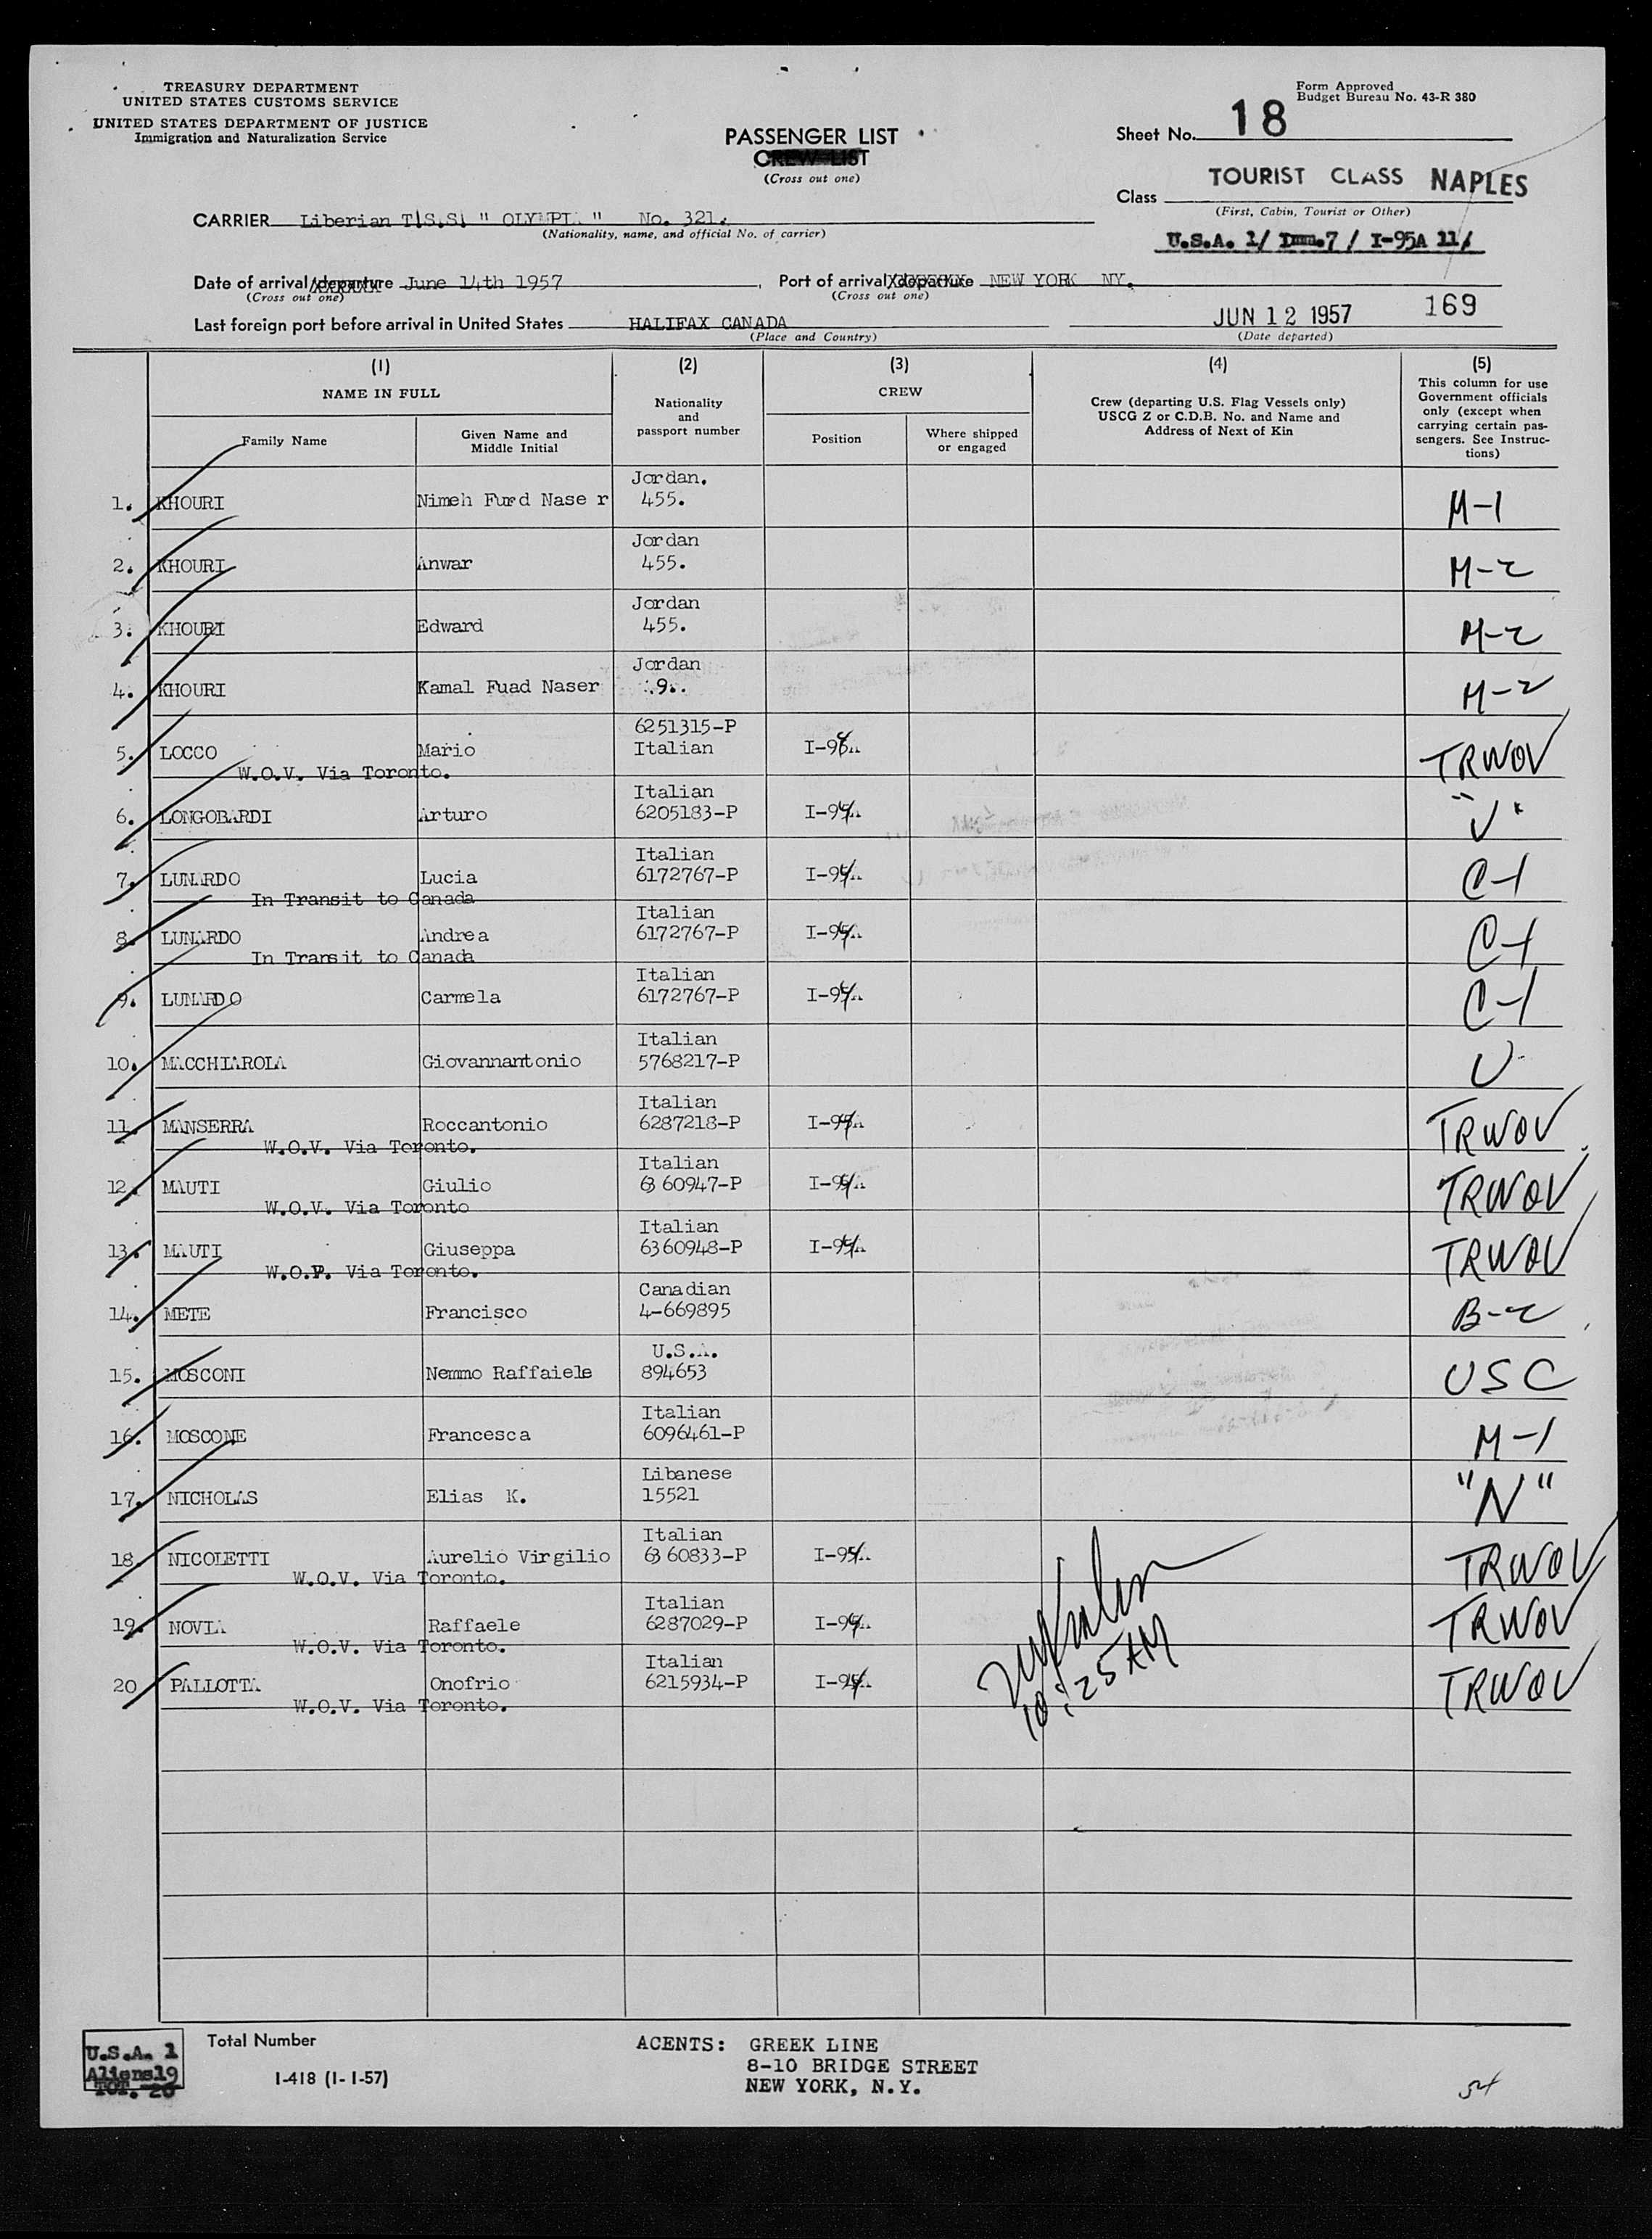 TREASURY DEPARTMENT
UNITED STATES CUSTOMS SERVICE
UNITED STATES DEPARTMENT OF JUSTICE
Immigration and Naturalization Service
Form Approved
Budget Bureau No. 43-R 380
PASSENGER LIST
CREW LIST
(Cross out one)
Sheet No. 18
Class TOURIST CLASS NAPLES
(First, Cabin, Tourist or Other)
U.S.A. 1/ Imm.7 / I-95A 11/
CARRIER Liberian T.S.S. " OLYMPIA " No. 321.
(Nationality, name, and official No. of carrier)
Date of arrival/departure June 14th 1957 Port of arrival/departure NEW YORK NY.
(Cross out one) (Cross out one)
Last foreign port before arrival in United States HALIFAX CANADA JUN 12 1957 169
(Place and Country) (Date departed)
(1) (2) (3) (4) (5)
NAME IN FULL
Nationality and passport number
CREW
Crew (departing U.S. Flag Vessels only)
USCG Z or C.D.B. No. and Name and
Address of Next of Kin
This column for use
Government officials
only (except when
carrying certain pas-
sengers. See Instruc-
tions)
Family Name Given Name and Middle Initial Position Where shipped or engaged
Jordan.
1. KHOURI Nimeh Furd Nase r 455. M-1
Jordan
2. KHOURI Anwar 455. M-2
Jordan
3. KHOURI Edward 455. M-2
Jordan
4. KHOURI Kamal Fuad Naser M-2
6251315-P
5. LOCCO Mario Italian TRWOV
W.O.V. Via Toronto.
Italian
6. LONGOBARDI Arturo 6205183-P "V"
Italian
7. LUNARDO Lucia 6172767-P C-1
In Transit to Canada
Italian
8. LUNARDO Andrea 6172767-P C-1
In Transit to Canada
Italian
9. LUNARDO Carmela 6172767-P C-1
Italian
10. MACCHIAROLA Giovannantonio 5768217-P U
Italian
11. MANSERRA Roccantonio 6287218-P TRWOV
W.O.V. Via Toronto.
Italian
12. MAUTI Giulio 6360947-P TRWOV
W.O.V. Via Toronto
Italian
13. MAUTI Giuseppa 6360948-P TRWOV
W.O.P. Via Toronto.
Canadian
14. METE Francisco 4-669895 B-2
U.S.A.
15. MOSCONI Nemmo Raffaiele 894653 USC
Italian
16. MOSCONE Francesca 6096461-P M-1
Libanese
17. NICHOLAS Elias K. 15521 "N"
Italian
18. NICOLETTI Aurelio Virgilio 6360833-P TRWOV
W.O.V. Via Toronto.
Italian
19. NOVIA Raffaele 6287029-P TRWOV
W.O.V. Via Toronto.
Italian
20 PALLOTTA Onofrio 6215934-P TRWOV
W.O.V. Via Toronto.
10:25 AM
U.S.A. 1
Aliens19
TOT. 20
Total Number
I-418 (1-1-57)
AGENTS: GREEK LINE
8-10 BRIDGE STREET
NEW YORK, N.Y.